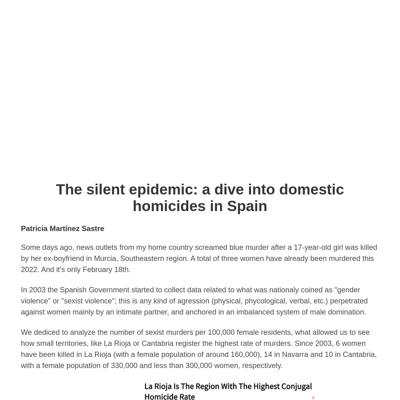 The silent epidemic: a dive into domestic
homicides in Spain
Patricia Martínez Sastre
Some days ago, news outlets from my home country screamed blue murder after a 17-year-old girl was killed
by her ex-boyfriend in Murcia, Southeastern region. A total of three women have already been murdered this
2022. And it's only February 18th.
In 2003 the Spanish Government started to collect data related to what was nationaly coined as "gender
violence" or "sexist violence"; this is any kind of agression (physical, phycological, verbal, etc.) perpetrated
against women mainly by an intimate partner, and anchored in an imbalanced system of male domination.
We dediced to analyze the number of sexist murders per 100,000 female residents, what allowed us to see
how small territories, like La Rioja or Cantabria register the highest rate of murders. Since 2003, 6 women
have been killed in La Rioja (with a female population of around 160,000), 14 in Navarra and 10 in Cantabria,
with a female population of 330,000 and less than 300,000 women, respectively.
La Rioja Is The Region With The Highest Conjugal
Homicide Rate